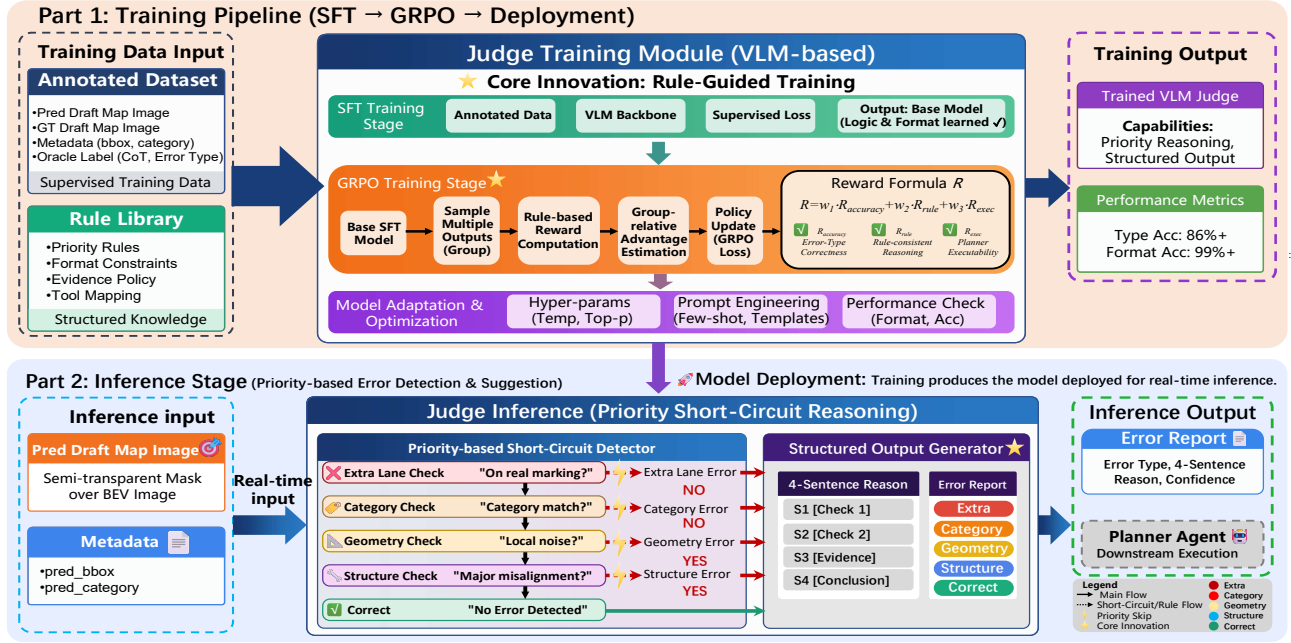 Part 1: Training Pipeline (SFT → GRPO → Deployment)
Training Data Input
Annotated Dataset
•Pred Draft Map Image
•GT Draft Map Image
•Metadata (bbox, category)
•Oracle Label (CoT, Error Type)
Supervised Training Data
Rule Library
•Priority Rules
•Format Constraints
•Evidence Policy
•Tool Mapping
Structured Knowledge
Judge Training Module (VLM-based)
Core Innovation: Rule-Guided Training
SFT Training
Stage
Annotated Data
VLM Backbone
Supervised Loss
Output: Base Model
(Logic & Format learned ✓)
GRPO Training Stage
Base SFT
Model
Sample
Multiple
Outputs
(Group)
Rule-based
Reward
Computation
Group-
relative
Advantage
Estimation
Policy
Update
(GRPO
Loss)
Reward Formula R
R=w₁·R_accuracy+w₂·R_rule+w₃·R_exec
R_accuracy
Error-Type
Correctness
R_rule
Rule-consistent
Reasoning
R_exec
Planner
Executability
Model Adaptation &
Optimization
Hyper-params
(Temp, Top-p)
Prompt Engineering
(Few-shot, Templates)
Performance Check
(Format, Acc)
Training Output
Trained VLM Judge
Capabilities:
Priority Reasoning,
Structured Output
Performance Metrics
Type Acc: 86%+
Format Acc: 99%+
Part 2: Inference Stage (Priority-based Error Detection & Suggestion)
Model Deployment: Training produces the model deployed for real-time inference.
Inference input
Pred Draft Map Image
Semi-transparent Mask
over BEV Image
Metadata
•pred_bbox
•pred_category
Real-time
input
Judge Inference (Priority Short-Circuit Reasoning)
Priority-based Short-Circuit Detector
Extra Lane Check "On real marking?" Extra Lane Error
NO
Category Check "Category match?" Category Error
NO
Geometry Check "Local noise?" Geometry Error
YES
Structure Check "Major misalignment?" Structure Error
YES
Correct "No Error Detected"
Structured Output Generator
4-Sentence Reason
S1 [Check 1]
S2 [Check 2]
S3 [Evidence]
S4 [Conclusion]
Error Report
Extra
Category
Geometry
Structure
Correct
Inference Output
Error Report
Error Type, 4-Sentence
Reason, Confidence
Planner Agent
Downstream Execution
Legend
Main Flow
Short-Circuit/Rule Flow
Priority Skip
Core Innovation
Extra
Category
Geometry
Structure
Correct